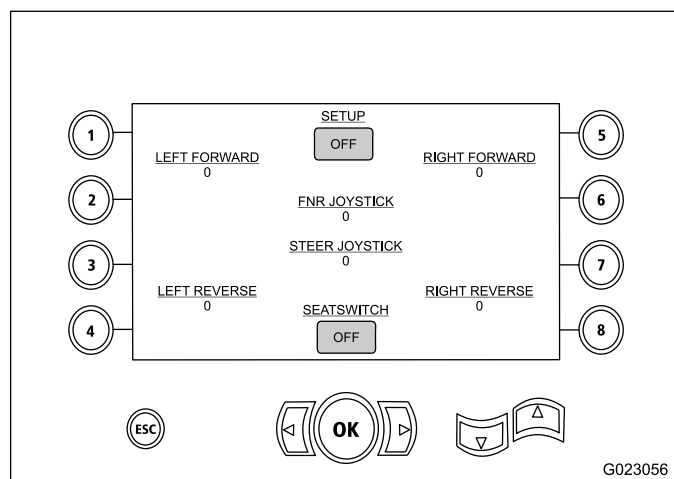 SETUP
1
OFF
5
LEFT FORWARD
0
RIGHT FORWARD
0
2
FNR JOYSTICK
0
6
STEER JOYSTICK
0
3
7
LEFT REVERSE
0
RIGHT REVERSE
0
SEATSWITCH
4
OFF
8
ESC
OK
G023056